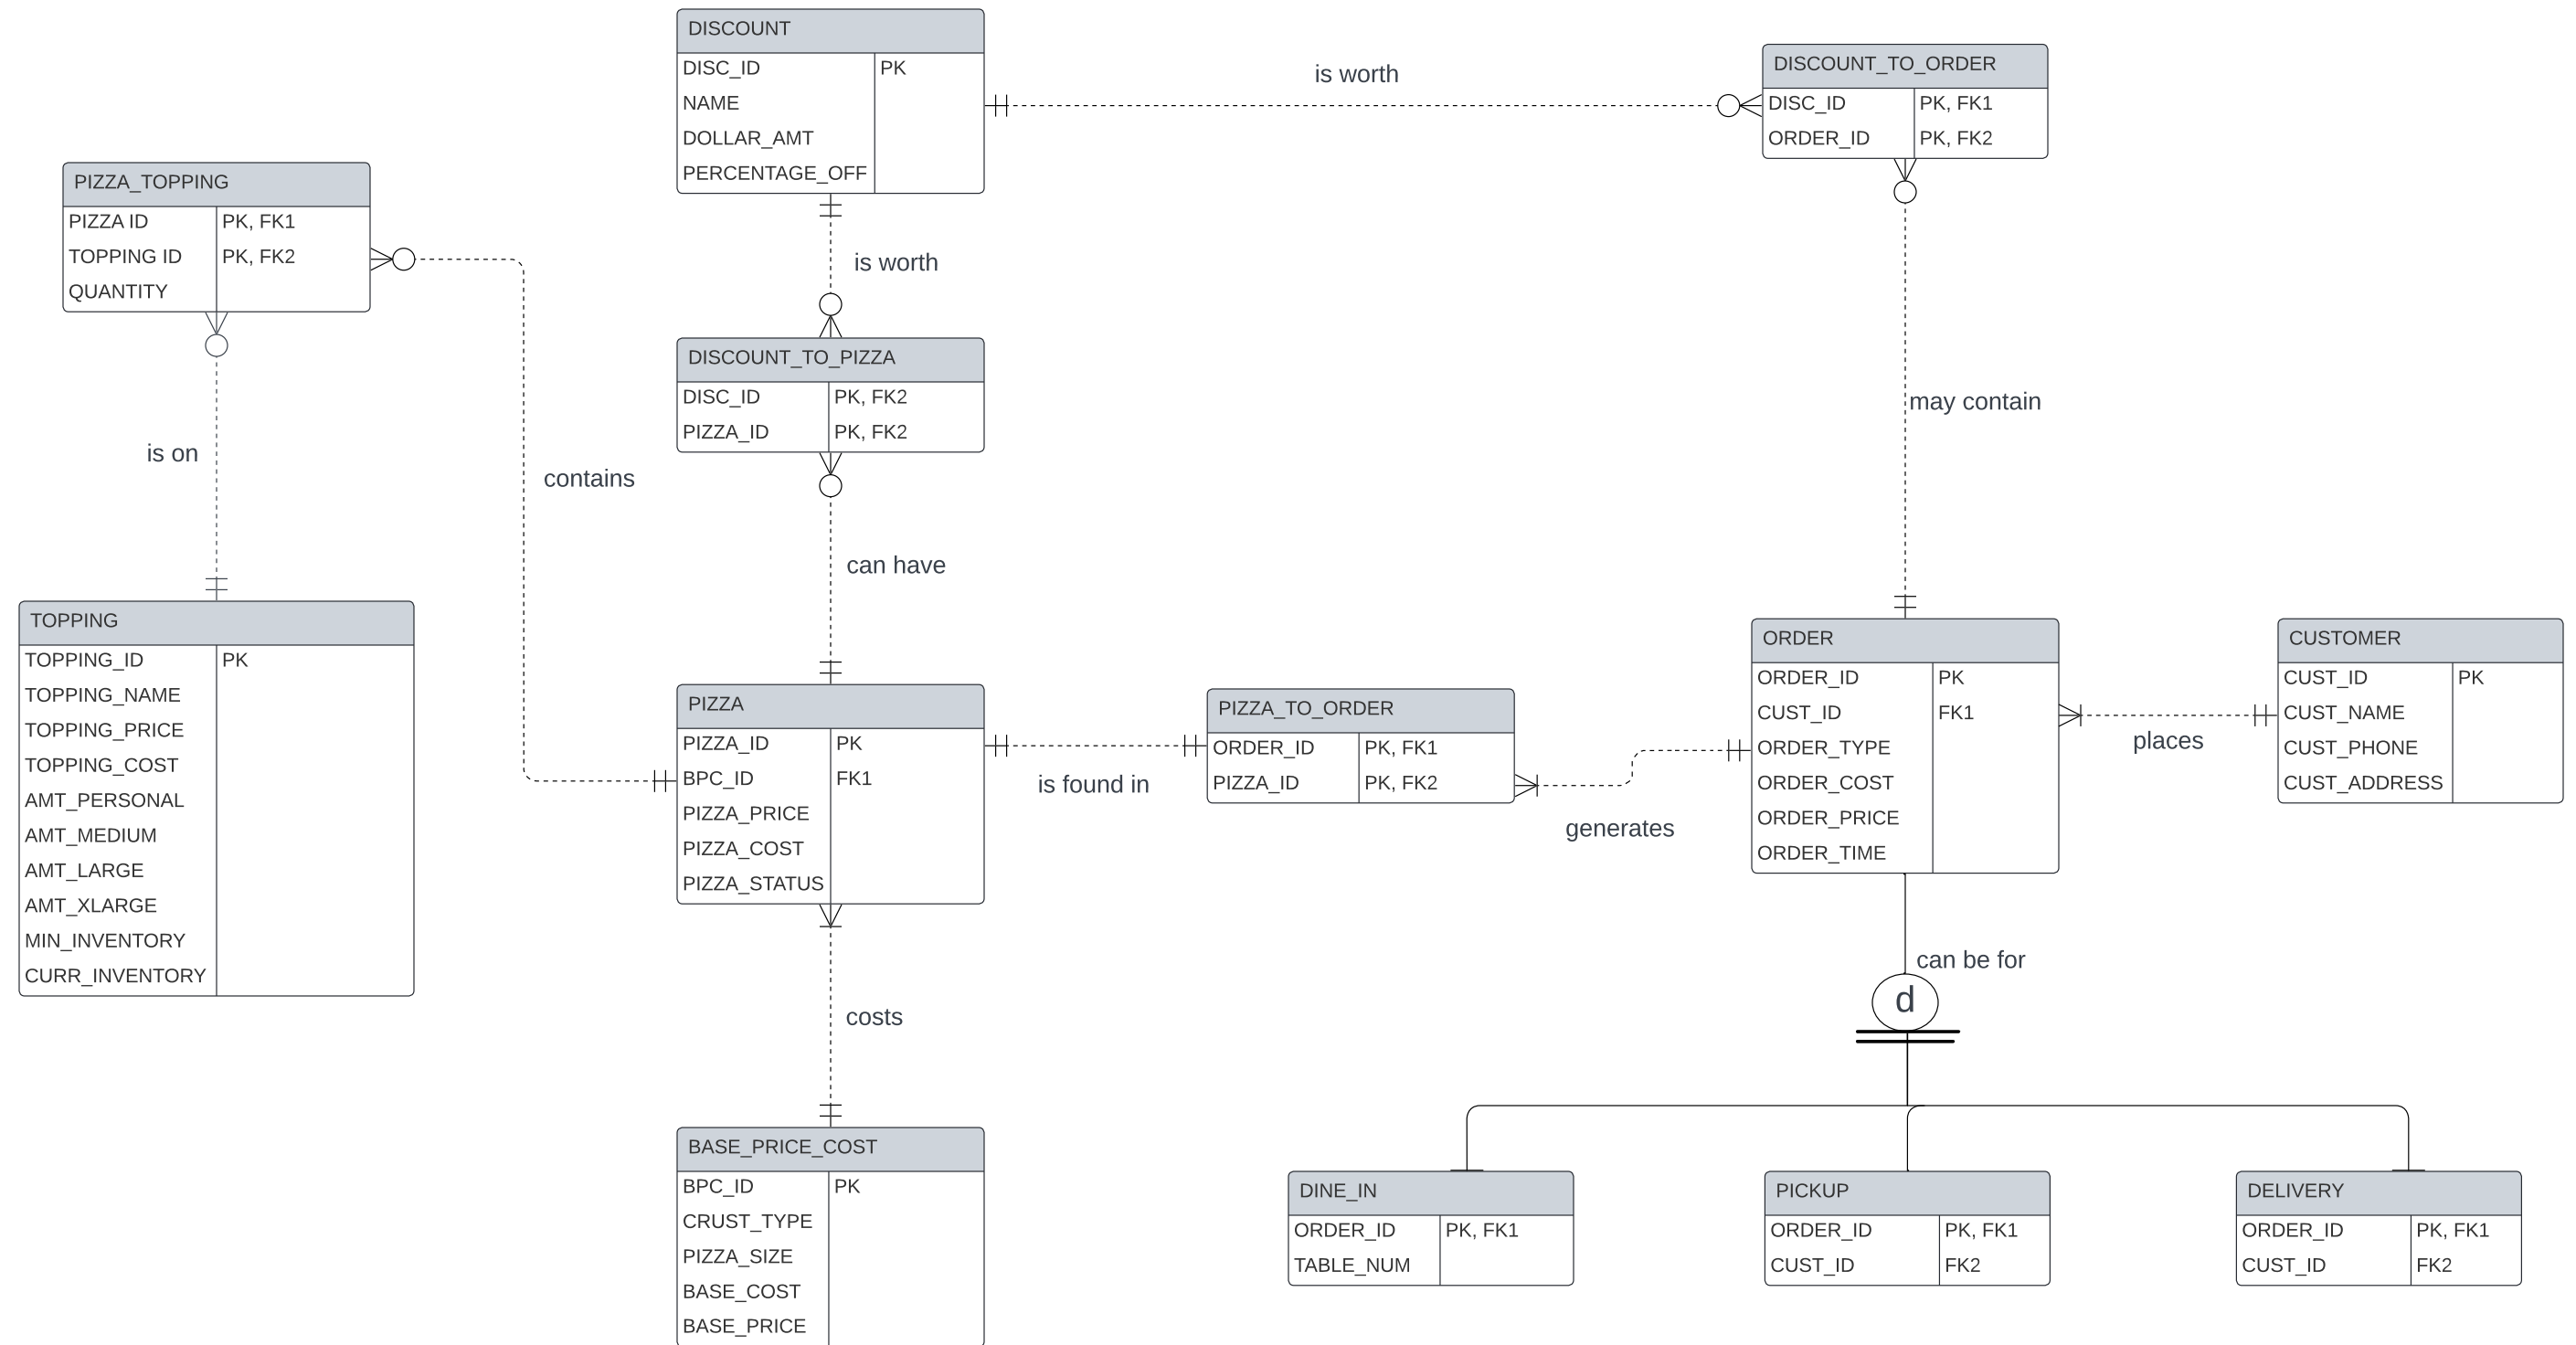 DISCOUNT
DISC_ID PK
NAME
DOLLAR_AMT
PERCENTAGE_OFF
is worth
DISCOUNT_TO_ORDER
DISC_ID PK, FK1
ORDER_ID PK, FK2
PIZZA_TOPPING
PIZZA ID PK, FK1
TOPPING ID PK, FK2
QUANTITY
is worth
DISCOUNT_TO_PIZZA
DISC_ID PK, FK2
PIZZA_ID PK, FK2
may contain
is on
contains
can have
TOPPING
TOPPING_ID PK
TOPPING_NAME
TOPPING_PRICE
TOPPING_COST
AMT_PERSONAL
AMT_MEDIUM
AMT_LARGE
AMT_XLARGE
MIN_INVENTORY
CURR_INVENTORY
PIZZA
PIZZA_ID PK
BPC_ID FK1
PIZZA_PRICE
PIZZA_COST
PIZZA_STATUS
is found in
PIZZA_TO_ORDER
ORDER_ID PK, FK1
PIZZA_ID PK, FK2
generates
ORDER
ORDER_ID PK
CUST_ID FK1
ORDER_TYPE
ORDER_COST
ORDER_PRICE
ORDER_TIME
places
CUSTOMER
CUST_ID PK
CUST_NAME
CUST_PHONE
CUST_ADDRESS
can be for
d
costs
BASE_PRICE_COST
BPC_ID PK
CRUST_TYPE
PIZZA_SIZE
BASE_COST
BASE_PRICE
DINE_IN
ORDER_ID PK, FK1
TABLE_NUM
PICKUP
ORDER_ID PK, FK1
CUST_ID FK2
DELIVERY
ORDER_ID PK, FK1
CUST_ID FK2